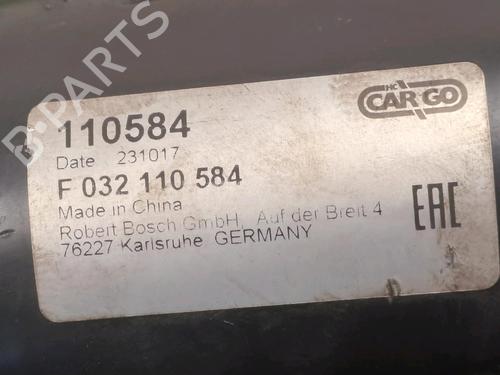 B-PARTS
HC
CARGO
110584
Date 231017
F 032 110 584
Made in China
Robert Bosch GmbH, Auf der Breit 4
76227 Karlsruhe GERMANY
EAC